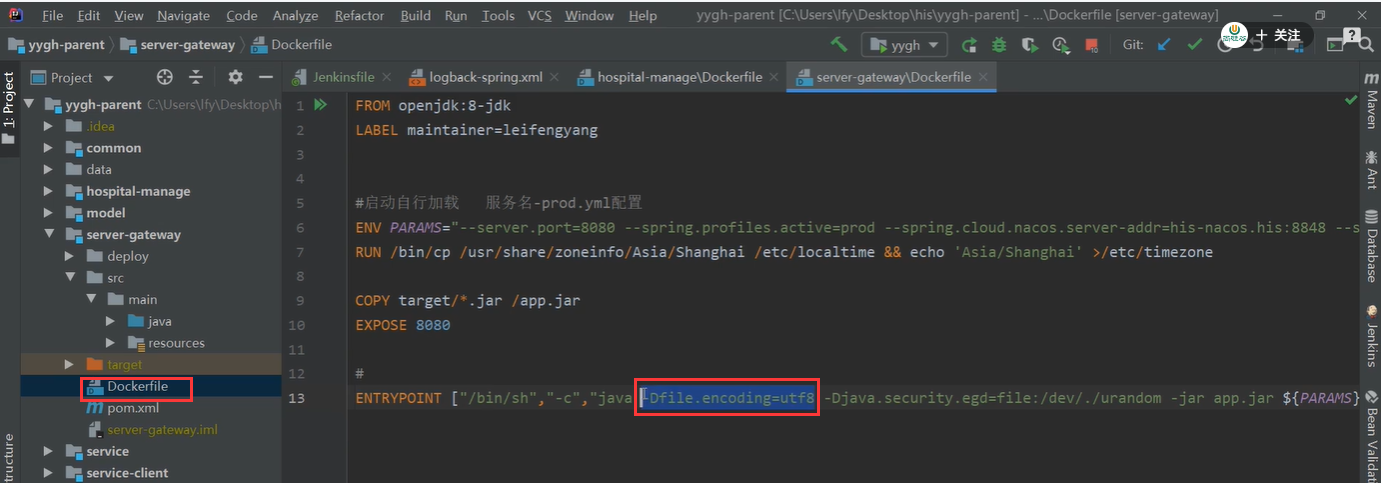 File Edit View Navigate Code Analyze Refactor Build Run Tools VCS Window Help yygh-parent [C:\Users\lfy\Desktop\his\yygh-parent] - ...\Dockerfile [server-gateway]
yygh-parent server-gateway Dockerfile yygh Git: + 关注
Project Jenkinsfile logback-spring.xml hospital-manage\Dockerfile server-gateway\Dockerfile
1: Project
yygh-parent C:\Users\lfy\Desktop\h
.idea
common
data
hospital-manage
model
server-gateway
deploy
src
main
java
resources
target
Dockerfile
pom.xml
server-gateway.iml
service
service-client
1 FROM openjdk:8-jdk
2 LABEL maintainer=leifengyang
3
4
5 #启动自行加载 服务名-prod.yml配置
6 ENV PARAMS="--server.port=8080 --spring.profiles.active=prod --spring.cloud.nacos.server-addr=his-nacos.his:8848 --s
7 RUN /bin/cp /usr/share/zoneinfo/Asia/Shanghai /etc/localtime && echo 'Asia/Shanghai' >/etc/timezone
8
9 COPY target/*.jar /app.jar
10 EXPOSE 8080
11
12 #
13 ENTRYPOINT ["/bin/sh","-c","java -Dfile.encoding=utf8 -Djava.security.egd=file:/dev/./urandom -jar app.jar ${PARAMS}
Maven
Ant
Database
Jenkins
Bean Validat
tructure